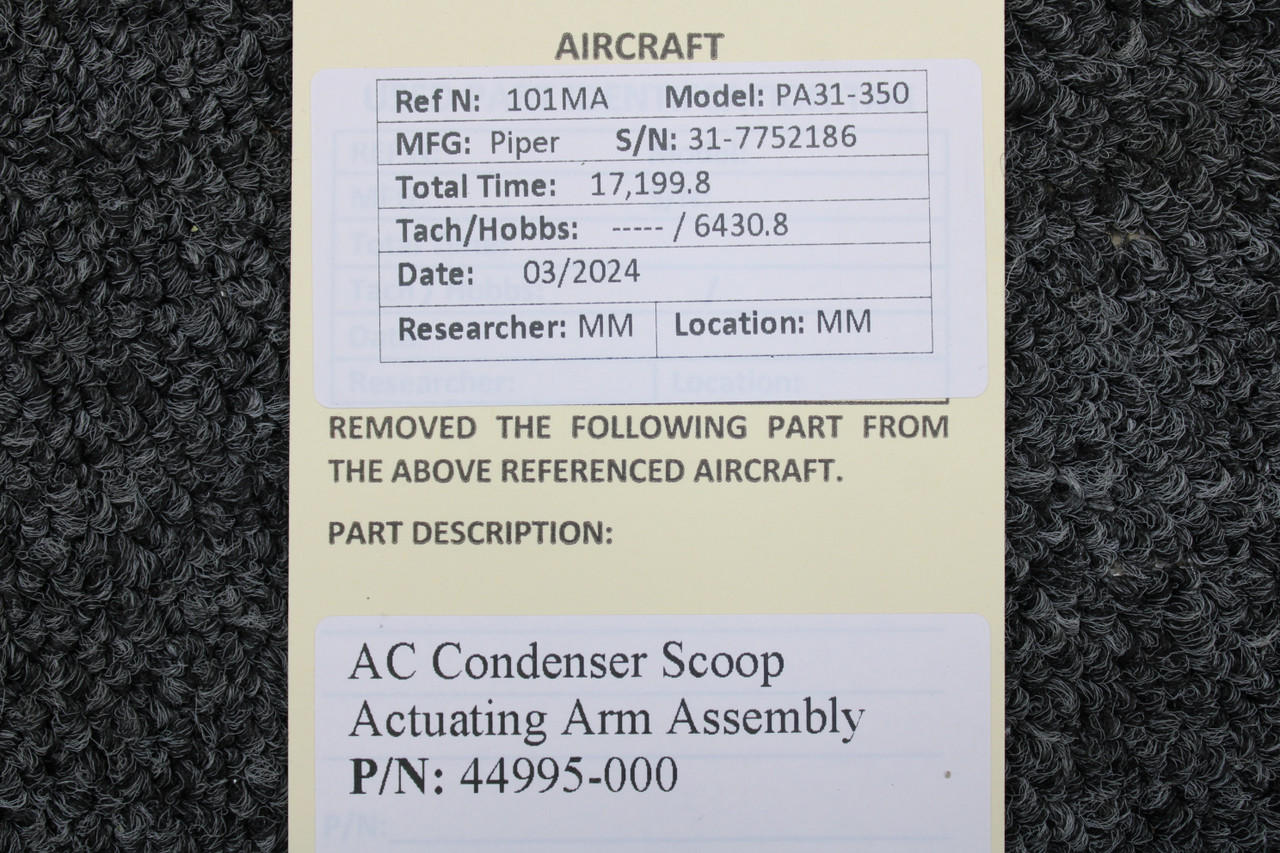 AIRCRAFT
Ref N: 101MA Model: PA31-350
MFG: Piper S/N: 31-7752186
Total Time: 17,199.8
Tach/Hobbs: ----- / 6430.8
Date: 03/2024
Researcher: MM Location: MM
Researcher: Location:
REMOVED THE FOLLOWING PART FROM
THE ABOVE REFERENCED AIRCRAFT.
PART DESCRIPTION:
AC Condenser Scoop
Actuating Arm Assembly
P/N: 44995-000
P/N: